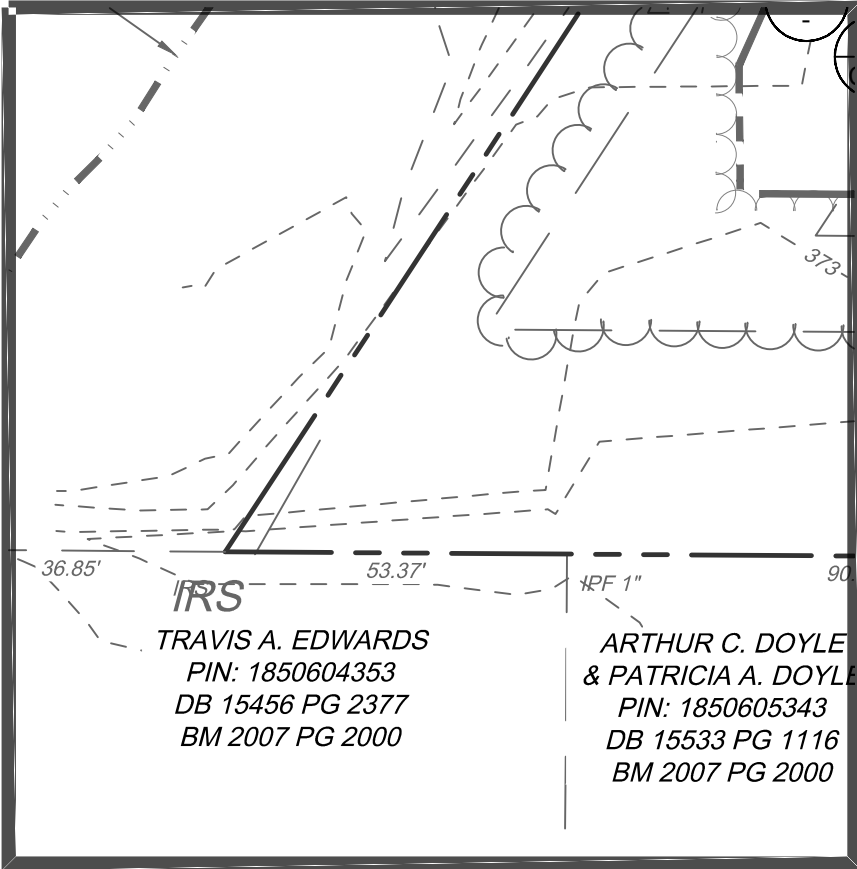 373
36.85'
53.37'
90.
IRS
IRS
IPF 1"
TRAVIS A. EDWARDS
PIN: 1850604353
DB 15456 PG 2377
BM 2007 PG 2000
ARTHUR C. DOYLE
& PATRICIA A. DOYLE
PIN: 1850605343
DB 15533 PG 1116
BM 2007 PG 2000